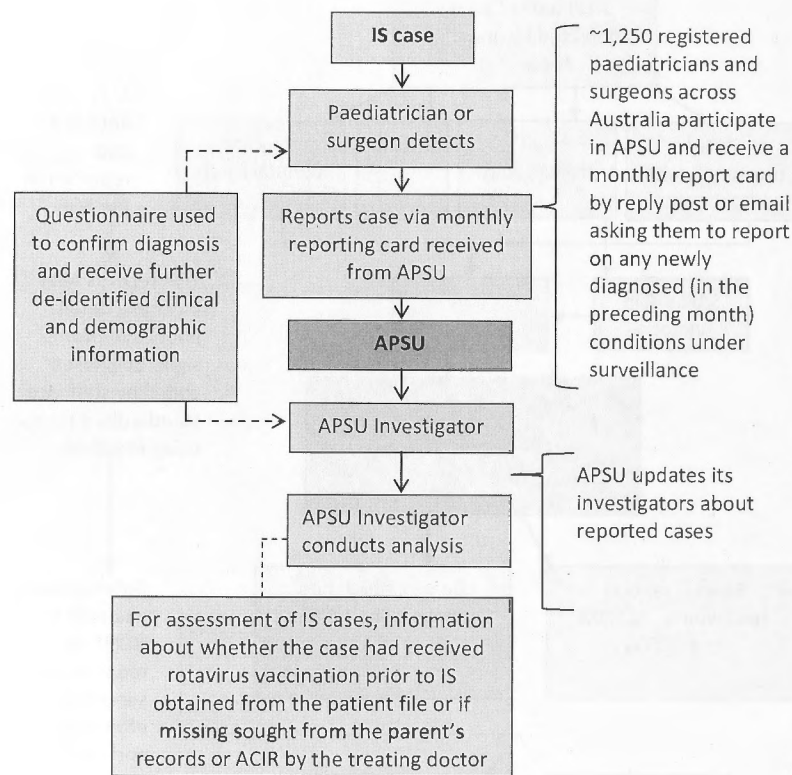 IS case
Paediatrician or
surgeon detects
Reports case via monthly
reporting card received
from APSU
APSU
APSU Investigator
APSU Investigator
conducts analysis
Questionnaire used
to confirm diagnosis
and receive further
de-identified clinical
and demographic
information
~1,250 registered
paediatricians and
surgeons across
Australia participate
in APSU and receive a
monthly report card
by reply post or email
asking them to report
on any newly
diagnosed (in the
preceding month)
conditions under
surveillance
APSU updates its
investigators about
reported cases
For assessment of IS cases, information
about whether the case had received
rotavirus vaccination prior to IS
obtained from the patient file or if
missing sought from the parent's
records or ACIR by the treating doctor